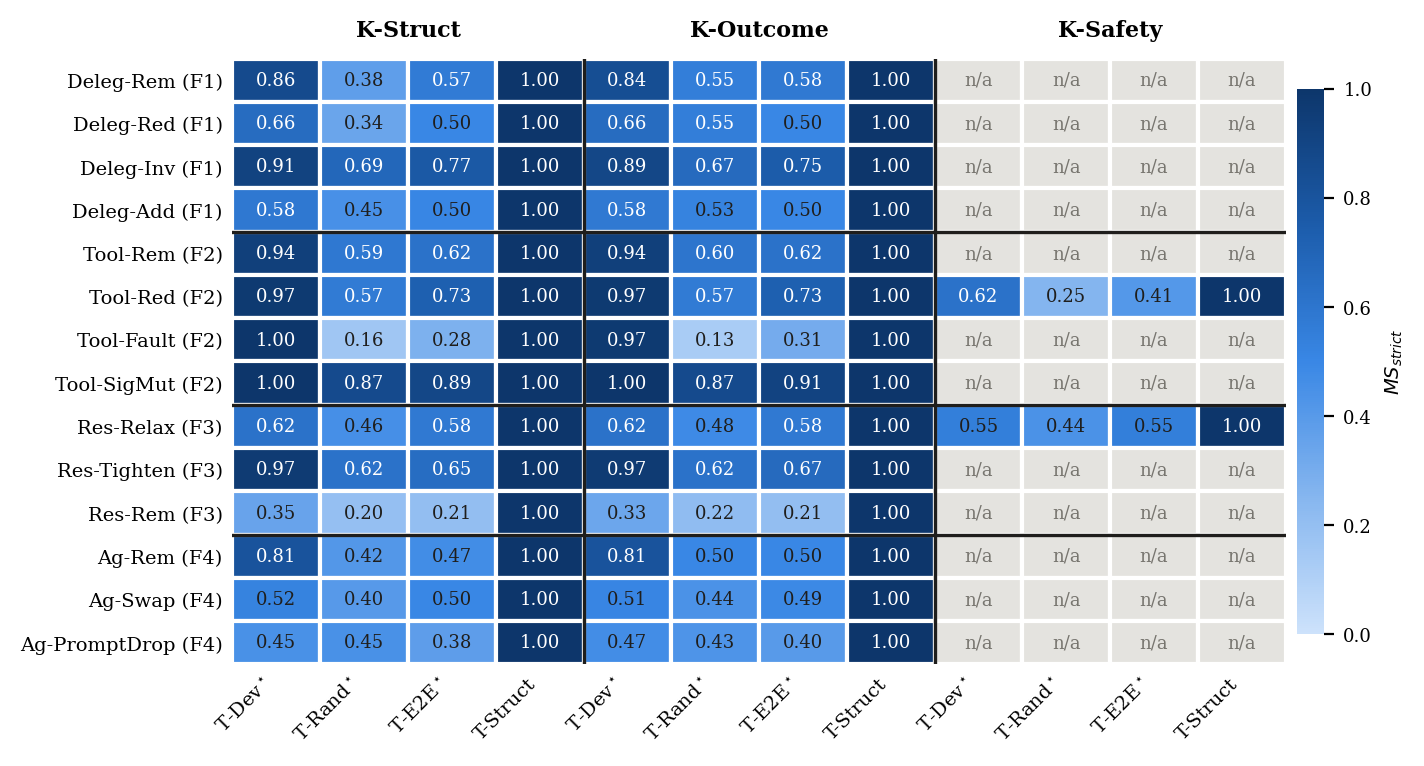 K-Struct K-Outcome K-Safety
Deleg-Rem (F1) 0.86 0.38 0.57 1.00 0.84 0.55 0.58 1.00 n/a n/a n/a n/a
Deleg-Red (F1) 0.66 0.34 0.50 1.00 0.66 0.55 0.50 1.00 n/a n/a n/a n/a
Deleg-Inv (F1) 0.91 0.69 0.77 1.00 0.89 0.67 0.75 1.00 n/a n/a n/a n/a
Deleg-Add (F1) 0.58 0.45 0.50 1.00 0.58 0.53 0.50 1.00 n/a n/a n/a n/a
Tool-Rem (F2) 0.94 0.59 0.62 1.00 0.94 0.60 0.62 1.00 n/a n/a n/a n/a
Tool-Red (F2) 0.97 0.57 0.73 1.00 0.97 0.57 0.73 1.00 0.62 0.25 0.41 1.00
Tool-Fault (F2) 1.00 0.16 0.28 1.00 0.97 0.13 0.31 1.00 n/a n/a n/a n/a
Tool-SigMut (F2) 1.00 0.87 0.89 1.00 1.00 0.87 0.91 1.00 n/a n/a n/a n/a
Res-Relax (F3) 0.62 0.46 0.58 1.00 0.62 0.48 0.58 1.00 0.55 0.44 0.55 1.00
Res-Tighten (F3) 0.97 0.62 0.65 1.00 0.97 0.62 0.67 1.00 n/a n/a n/a n/a
Res-Rem (F3) 0.35 0.20 0.21 1.00 0.33 0.22 0.21 1.00 n/a n/a n/a n/a
Ag-Rem (F4) 0.81 0.42 0.47 1.00 0.81 0.50 0.50 1.00 n/a n/a n/a n/a
Ag-Swap (F4) 0.52 0.40 0.50 1.00 0.51 0.44 0.49 1.00 n/a n/a n/a n/a
Ag-PromptDrop (F4) 0.45 0.45 0.38 1.00 0.47 0.43 0.40 1.00 n/a n/a n/a n/a
T-Dev⋆ T-Rand⋆ T-E2E⋆ T-Struct T-Dev⋆ T-Rand⋆ T-E2E⋆ T-Struct T-Dev⋆ T-Rand⋆ T-E2E⋆ T-Struct
1.0
0.8
0.6
0.4
0.2
0.0
MS_strict